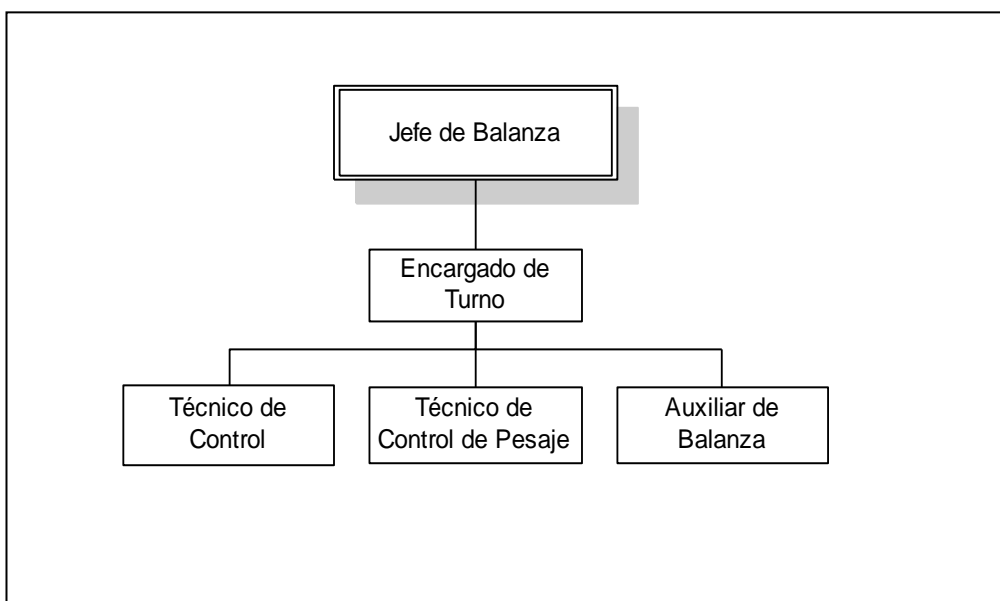 Jefe de Balanza
Encargado de
Turno
Técnico de
Control
Técnico de
Control de Pesaje
Auxiliar de
Balanza